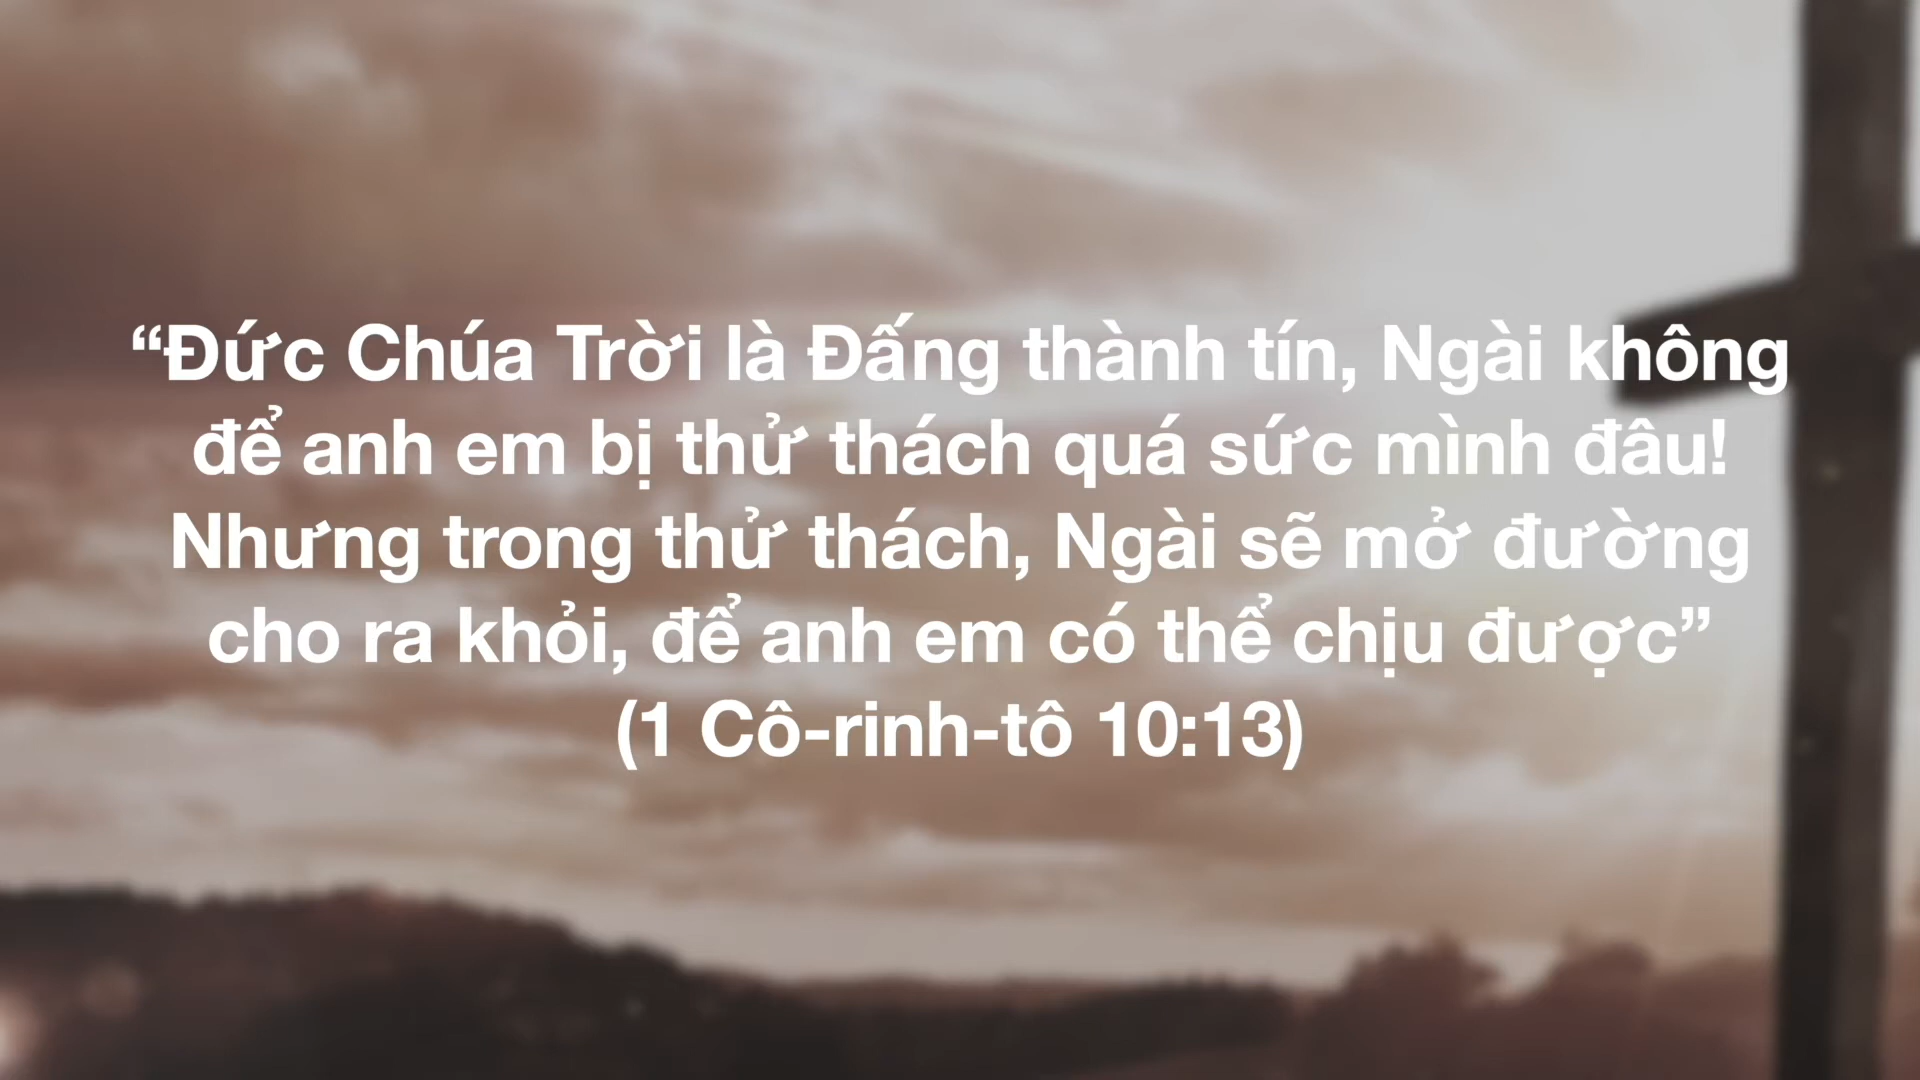 “Đức Chúa Trời là Đấng thành tín, Ngài không
để anh em bị thử thách quá sức mình đâu!
Nhưng trong thử thách, Ngài sẽ mở đường
cho ra khỏi, để anh em có thể chịu được”
(1 Cô-rinh-tô 10:13)